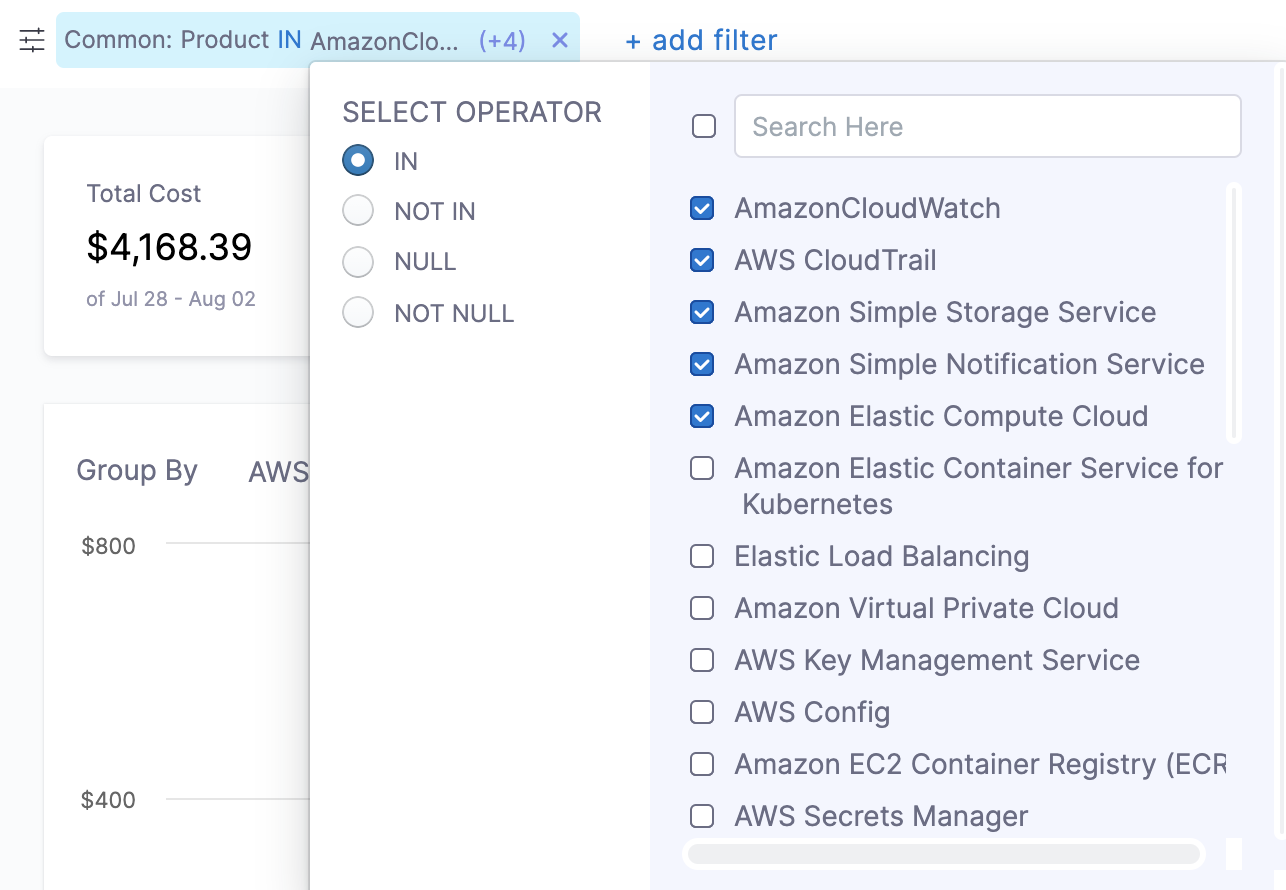 Common: Product IN AmazonClo... (+4) × + add filter
SELECT OPERATOR
IN
NOT IN
NULL
NOT NULL
Search Here
AmazonCloudWatch
AWS CloudTrail
Amazon Simple Storage Service
Amazon Simple Notification Service
Amazon Elastic Compute Cloud
Amazon Elastic Container Service for
Kubernetes
Elastic Load Balancing
Amazon Virtual Private Cloud
AWS Key Management Service
AWS Config
Amazon EC2 Container Registry (ECR
AWS Secrets Manager
Total Cost
$4,168.39
of Jul 28 - Aug 02
Group By AWS
$800
$400